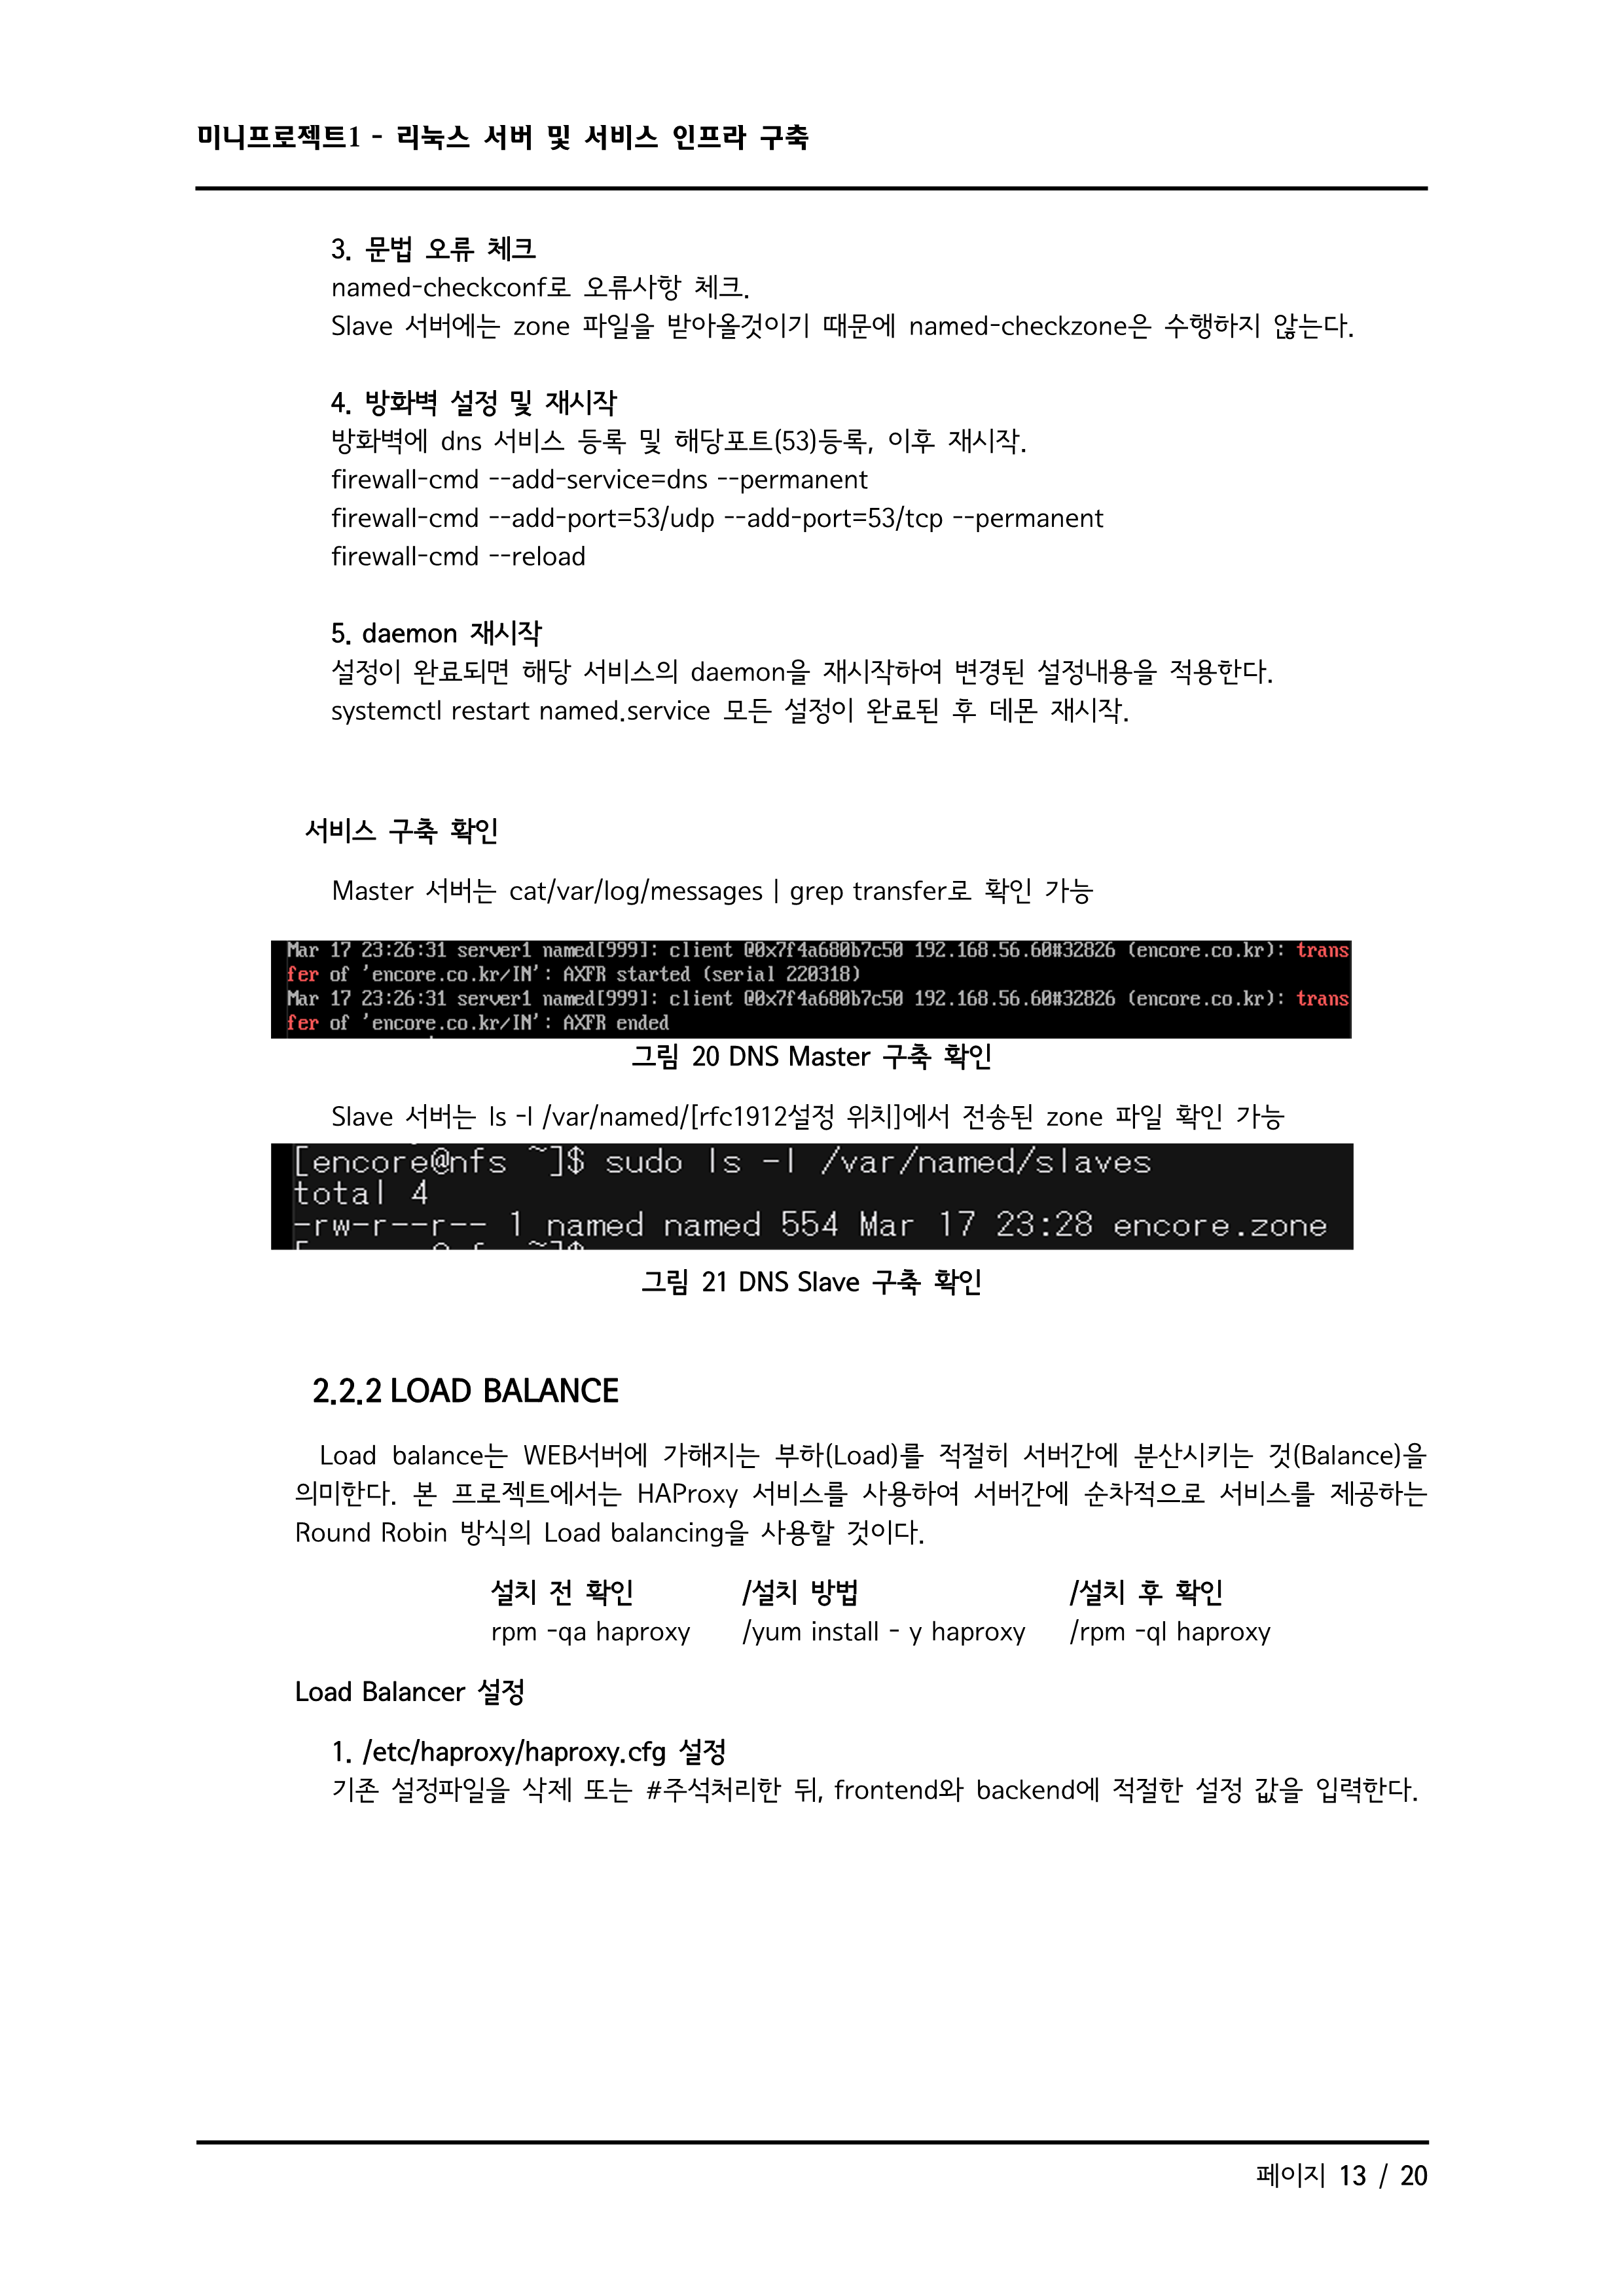 미니프로젝트1 - 리눅스 서버 및 서비스 인프라 구축
3. 문법 오류 체크
named-checkconf로 오류사항 체크.
Slave 서버에는 zone 파일을 받아올것이기 때문에 named-checkzone은 수행하지 않는다.
4. 방화벽 설정 및 재시작
방화벽에 dns 서비스 등록 및 해당포트(53)등록, 이후 재시작.
firewall-cmd --add-service=dns --permanent
firewall-cmd --add-port=53/udp --add-port=53/tcp --permanent
firewall-cmd --reload
5. daemon 재시작
설정이 완료되면 해당 서비스의 daemon을 재시작하여 변경된 설정내용을 적용한다.
systemctl restart named.service 모든 설정이 완료된 후 데몬 재시작.
서비스 구축 확인
Master 서버는 cat/var/log/messages | grep transfer로 확인 가능
Mar 17 23:26:31 server1 named[999]: client @0x7f4a680b7c50 192.168.56.60#32826 (encore.co.kr): trans
fer of 'encore.co.kr/IN': AXFR started (serial 220318)
Mar 17 23:26:31 server1 named[999]: client @0x7f4a680b7c50 192.168.56.60#32826 (encore.co.kr): trans
fer of 'encore.co.kr/IN': AXFR ended
그림 20 DNS Master 구축 확인
Slave 서버는 ls -l /var/named/[rfc1912설정 위치]에서 전송된 zone 파일 확인 가능
[encore@nfs ~]$ sudo ls -l /var/named/slaves
total 4
-rw-r--r-- 1 named named 554 Mar 17 23:28 encore.zone
그림 21 DNS Slave 구축 확인
2.2.2 LOAD BALANCE
Load balance는 WEB서버에 가해지는 부하(Load)를 적절히 서버간에 분산시키는 것(Balance)을
의미한다. 본 프로젝트에서는 HAProxy 서비스를 사용하여 서버간에 순차적으로 서비스를 제공하는
Round Robin 방식의 Load balancing을 사용할 것이다.
설치 전 확인 /설치 방법 /설치 후 확인
rpm -qa haproxy /yum install - y haproxy /rpm -ql haproxy
Load Balancer 설정
1. /etc/haproxy/haproxy.cfg 설정
기존 설정파일을 삭제 또는 #주석처리한 뒤, frontend와 backend에 적절한 설정 값을 입력한다.
페이지 13 / 20